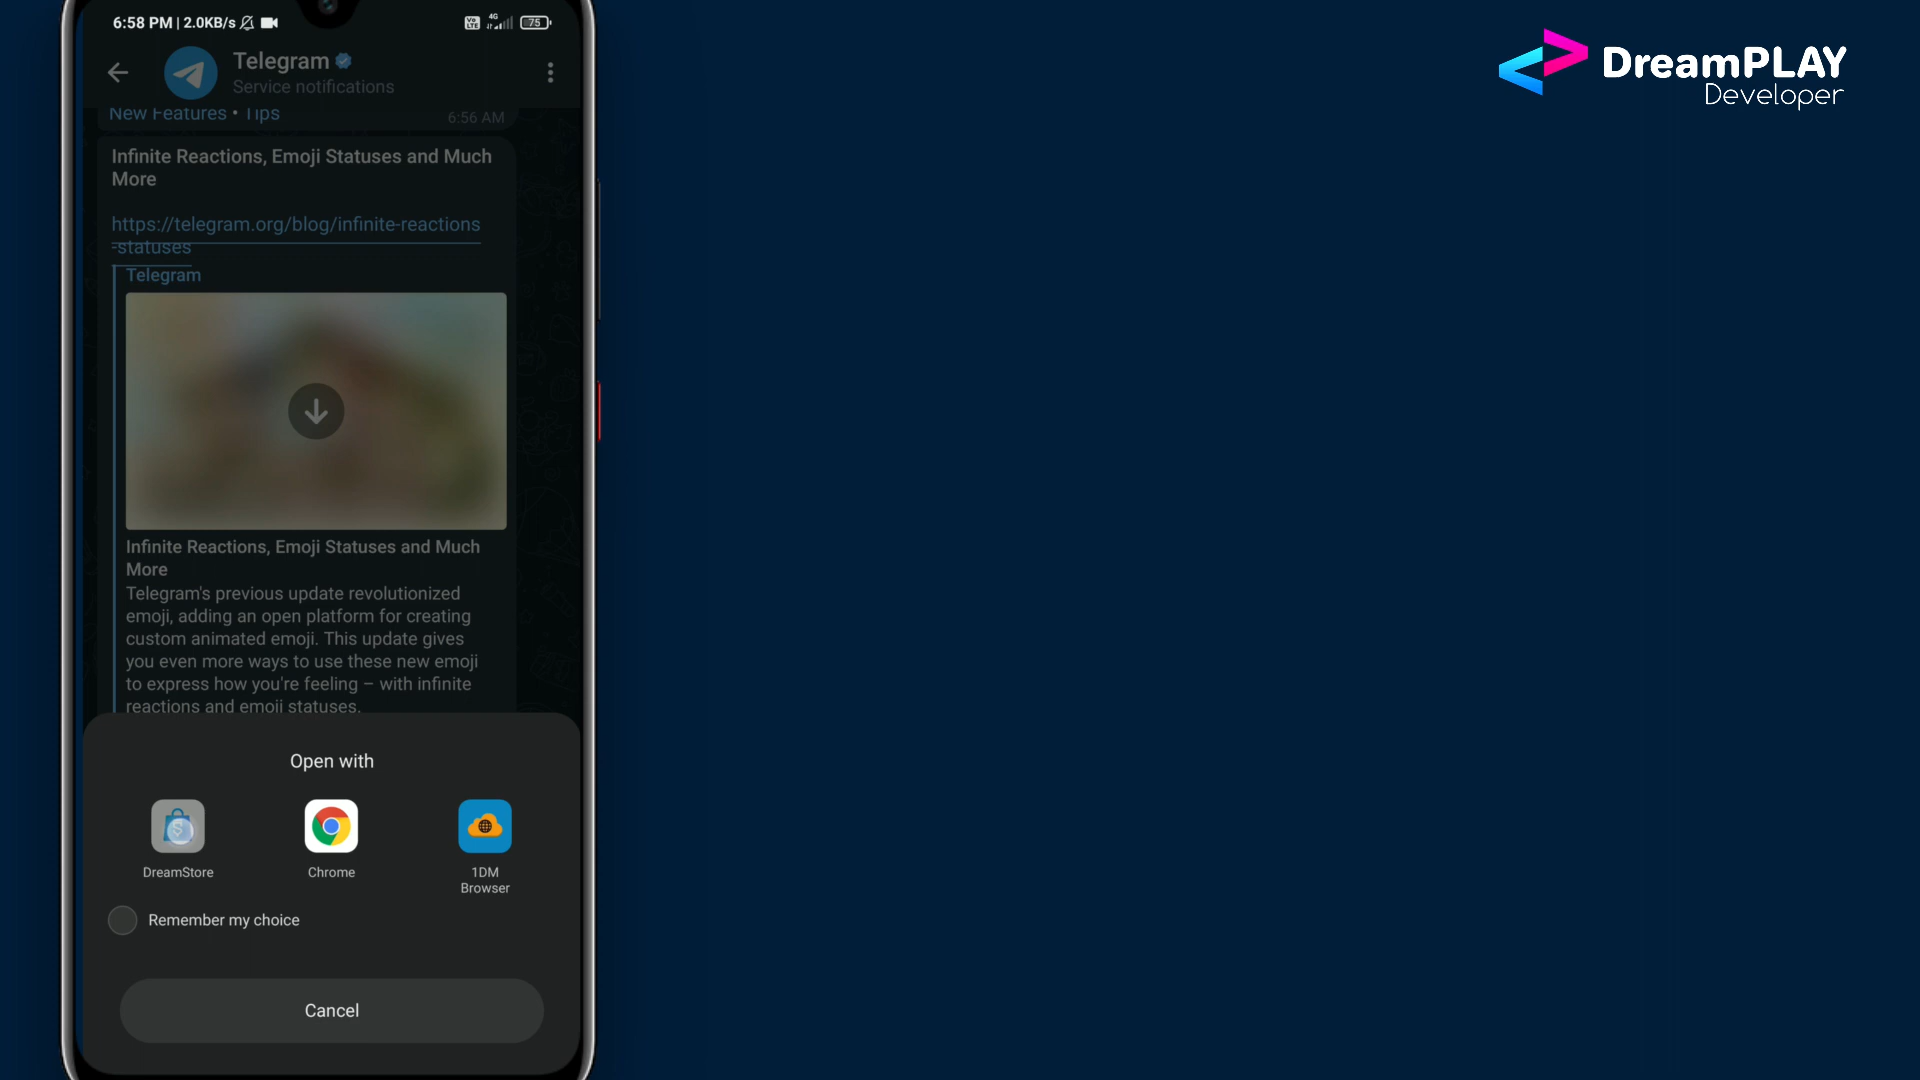 6:58 PM | 2.0KB/s
Vo LTE 4G 75
DreamPLAY
Developer
Telegram
Service notifications
New Features • Tips
6:56 AM
Infinite Reactions, Emoji Statuses and Much
More
https://telegram.org/blog/infinite-reactions
-statuses
Telegram
Infinite Reactions, Emoji Statuses and Much
More
Telegram's previous update revolutionized
emoji, adding an open platform for creating
custom animated emoji. This update gives
you even more ways to use these new emoji
to express how you're feeling – with infinite
reactions and emoji statuses.
Open with
DreamStore
Chrome
1DM
Browser
Remember my choice
Cancel